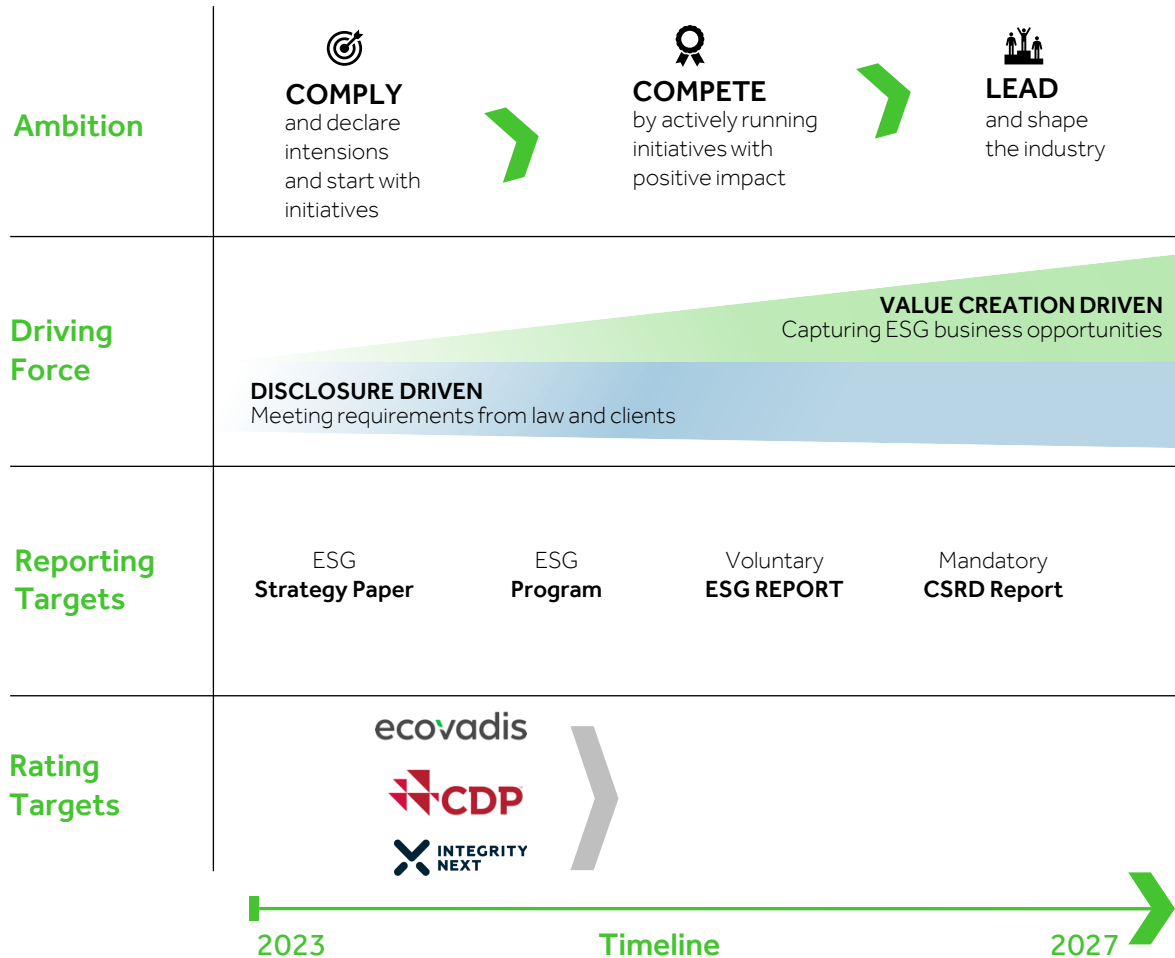 Ambition
COMPLY
and declare
intensions
and start with
initiatives
COMPETE
by actively running
initiatives with
positive impact
LEAD
and shape
the industry
Driving
Force
VALUE CREATION DRIVEN
Capturing ESG business opportunities
DISCLOSURE DRIVEN
Meeting requirements from law and clients
Reporting
Targets
ESG
Strategy Paper
ESG
Program
Voluntary
ESG REPORT
Mandatory
CSRD Report
Rating
Targets
ecovadis
CDP
INTEGRITY
NEXT
2023
Timeline
2027